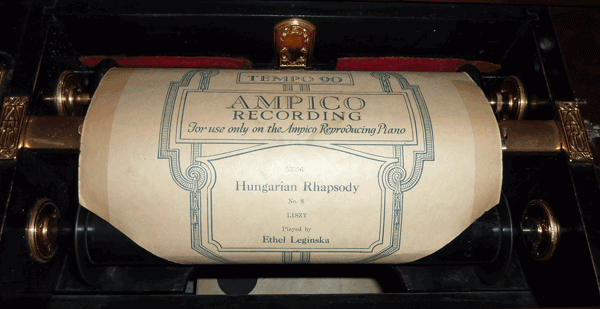 TEMPO 90
AMPICO
RECORDING
For use only on the Ampico Reproducing Piano
Hungarian Rhapsody
No. 8
LISZT
Played by
Ethel Leginska